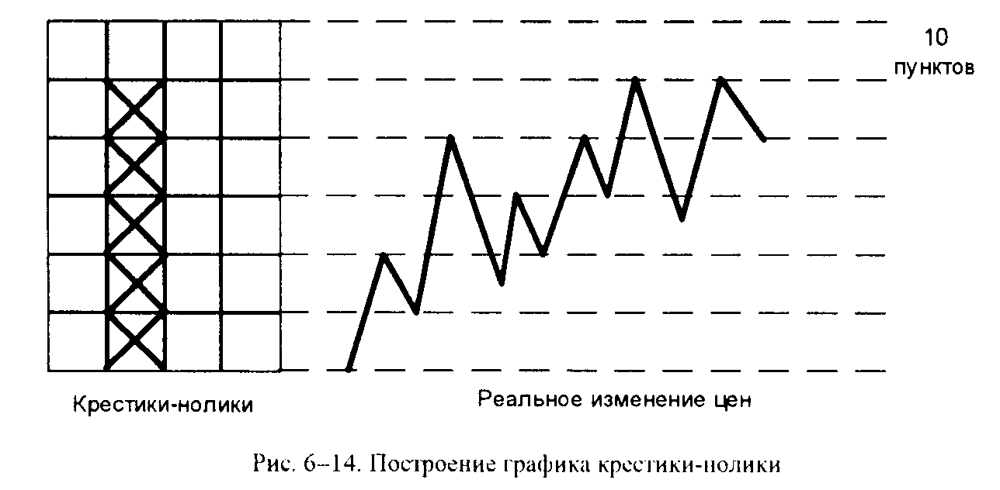 10
пунктов
Крестики-нолики
Реальное изменение цен
Рис. 6–14. Построение графика крестики-нолики